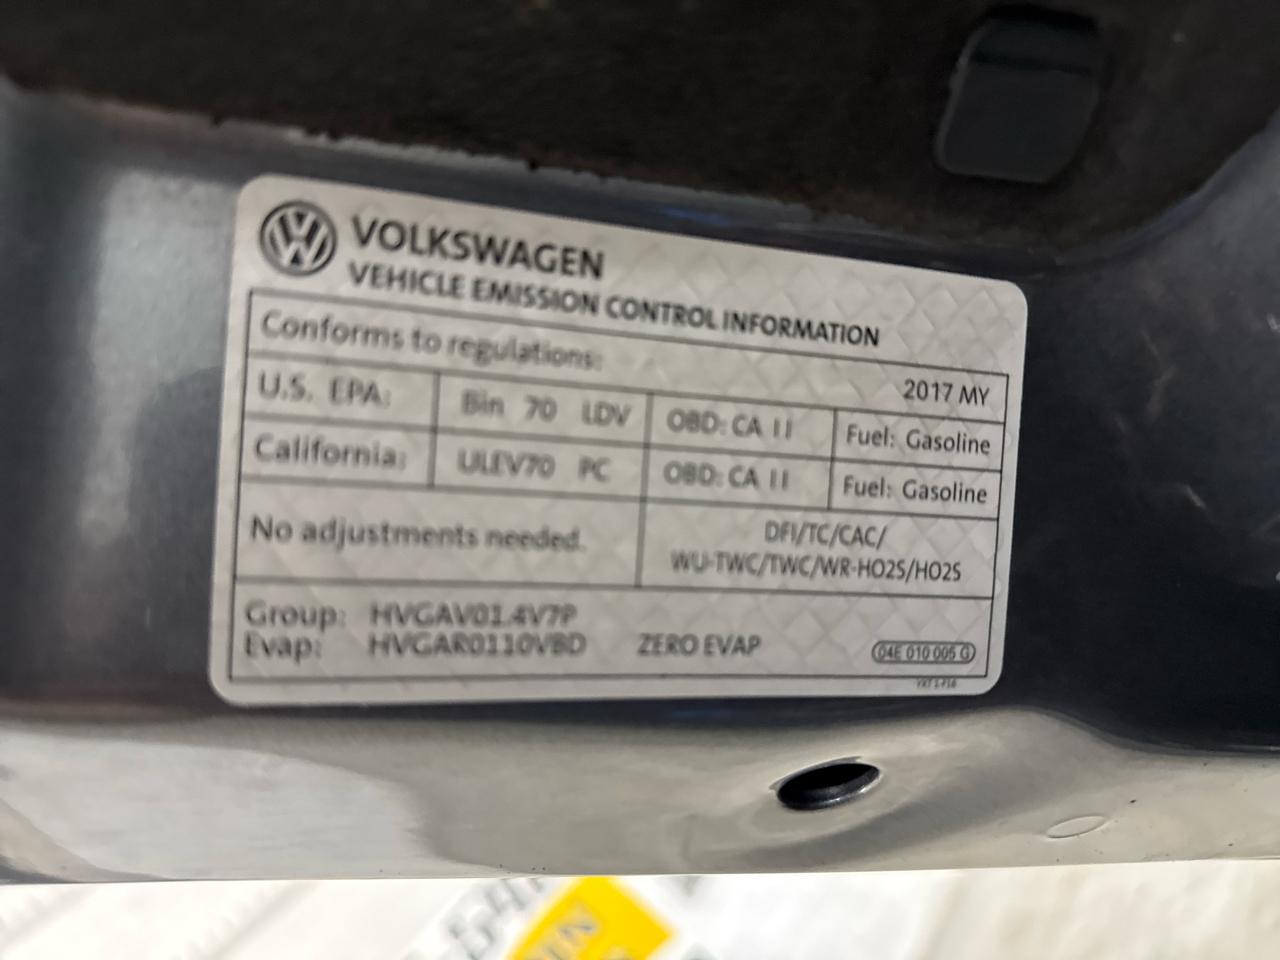 VOLKSWAGEN
VEHICLE EMISSION CONTROL INFORMATION
Conforms to regulations:
2017 MY
U.S. EPA: Bin 70 LDV OBD: CA II Fuel: Gasoline
California: ULEV70 PC OBD: CA II Fuel: Gasoline
No adjustments needed.
DFI/TC/CAC/
WU-TWC/TWC/WR-HO2S/HO2S
Group: HVGAV01.4V7P
Evap: HVGAR0110VBD ZERO EVAP
04E 010 005 G